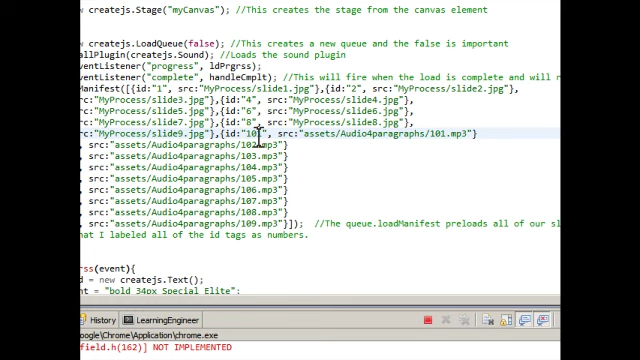 new createjs.Stage("myCanvas"); //This creates the stage from the canvas element
new createjs.LoadQueue(false); //This creates a new queue and the false is important
allPlugin(createjs.Sound); //Loads the sound plugin
ventListener("progress", ldPrgrss);
ventListener("complete", handleCmplt); //This will fire when the load is complete and will r
Manifest([{id:"1", src:"MyProcess/slide1.jpg"},{id:"2", src:"MyProcess/slide2.jpg"},
rc:"MyProcess/slide3.jpg"},{id:"4", src:"MyProcess/slide4.jpg"},
rc:"MyProcess/slide5.jpg"},{id:"6", src:"MyProcess/slide6.jpg"},
rc:"MyProcess/slide7.jpg"},{id:"8", src:"MyProcess/slide8.jpg"},
rc:"MyProcess/slide9.jpg"},{id:"101", src:"assets/Audio4paragraphs/101.mp3"}
, src:"assets/Audio4paragraphs/102.mp3"}
, src:"assets/Audio4paragraphs/103.mp3"}
, src:"assets/Audio4paragraphs/104.mp3"}
, src:"assets/Audio4paragraphs/105.mp3"}
, src:"assets/Audio4paragraphs/106.mp3"}
, src:"assets/Audio4paragraphs/107.mp3"}
, src:"assets/Audio4paragraphs/108.mp3"}
, src:"assets/Audio4paragraphs/109.mp3"}]); //The queue.loadManifest preloads all of our sl
hat I labeled all of the id tags as numbers.
rss(event){
d = new createjs.Text();
nt = "bold 34px Special Elite";
History LearningEngineer
oogle\Chrome\Application\chrome.exe
field.h(162)] NOT IMPLEMENTED